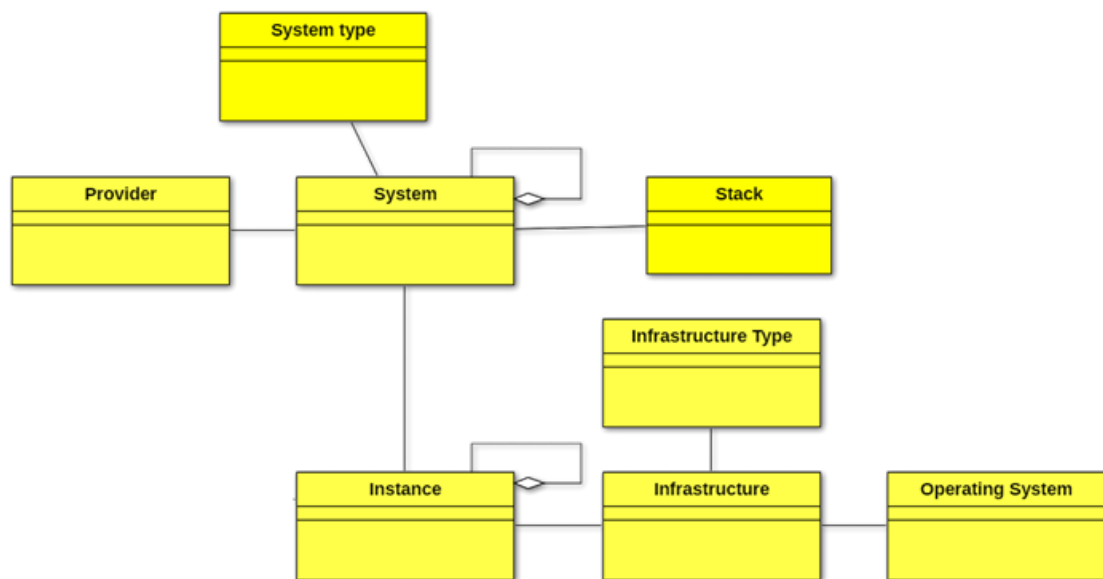 System type
Provider
System
Stack
Infrastructure Type
Instance
Infrastructure
Operating System